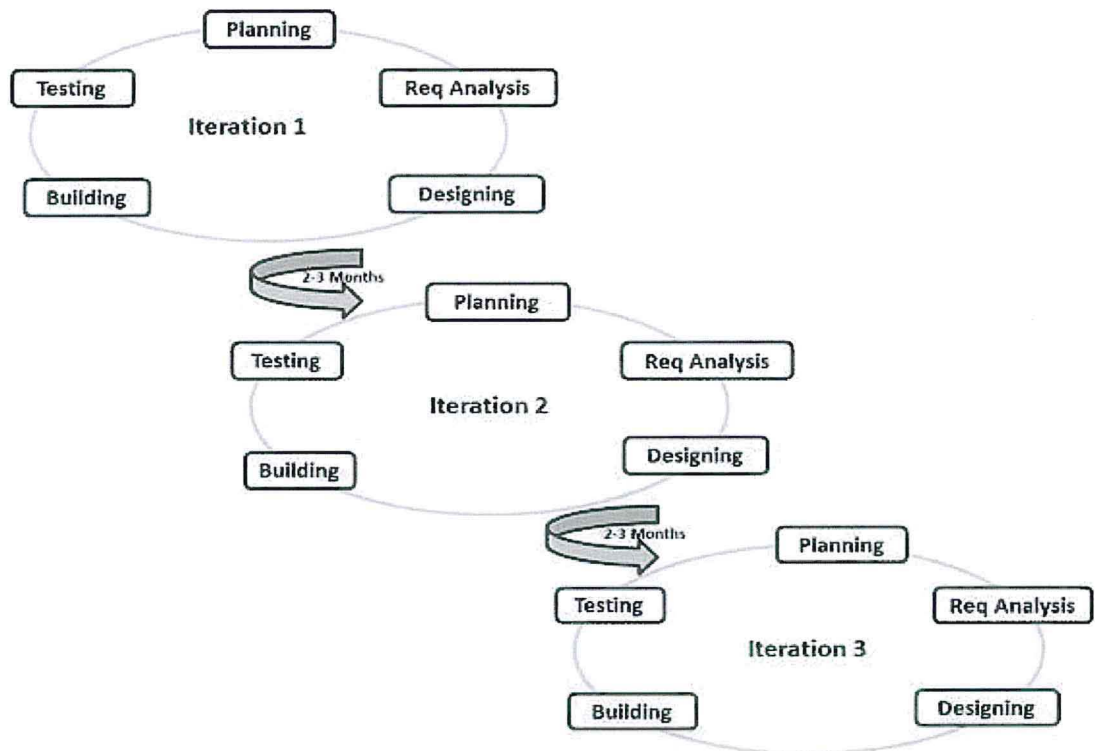 Planning
Testing
Req Analysis
Iteration 1
Building
Designing
2-3 Months
Planning
Testing
Req Analysis
Iteration 2
Building
Designing
2-3 Months
Planning
Testing
Req Analysis
Iteration 3
Building
Designing